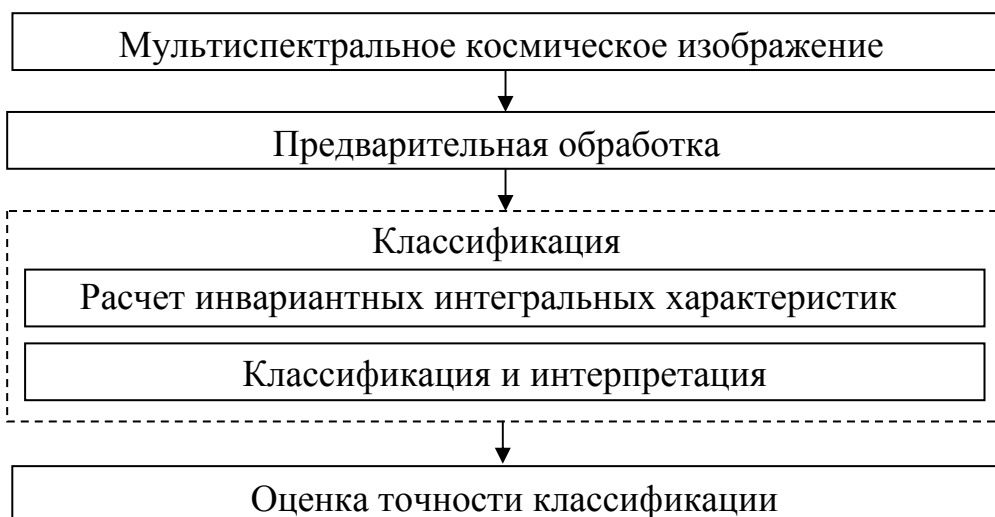 Мультиспектральное космическое изображение
Предварительная обработка
Классификация
Расчет инвариантных интегральных характеристик
Классификация и интерпретация
Оценка точности классификации